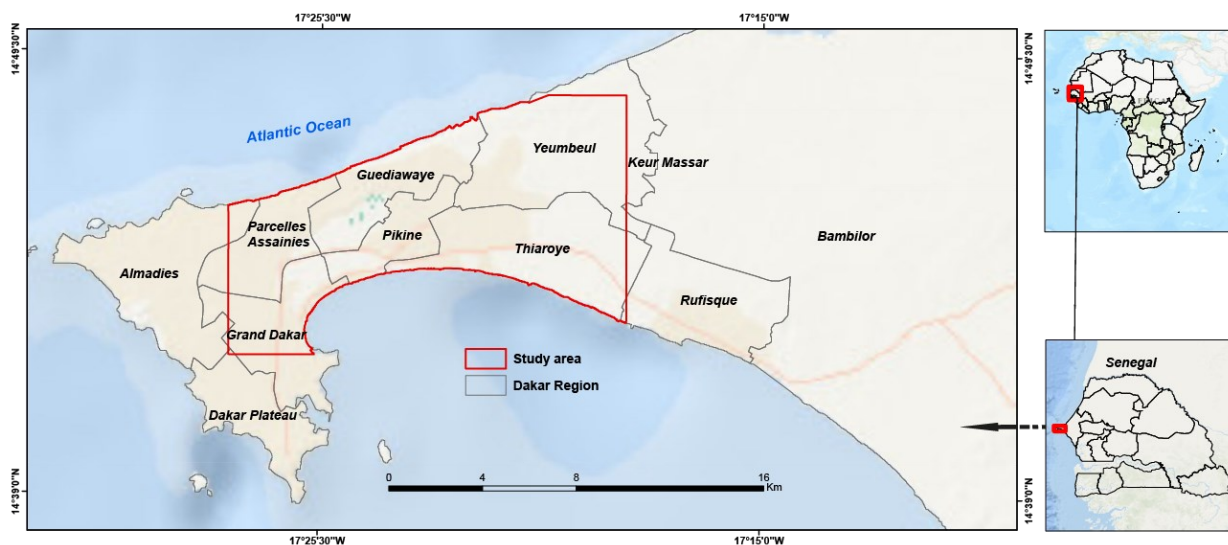 17°25'30"W
17°15'0"W
14°49'30"N
14°49'30"N
Atlantic Ocean
Yeumbeul
Keur Massar
Guediawaye
Parcelles
Assainies
Pikine
Bambilor
Thiaroye
Almadies
Rufisque
Grand Dakar
Study area
Dakar Region
Dakar Plateau
Senegal
0
4
8
16
Km
14°39'0"N
14°39'0"N
17°25'30"W
17°15'0"W